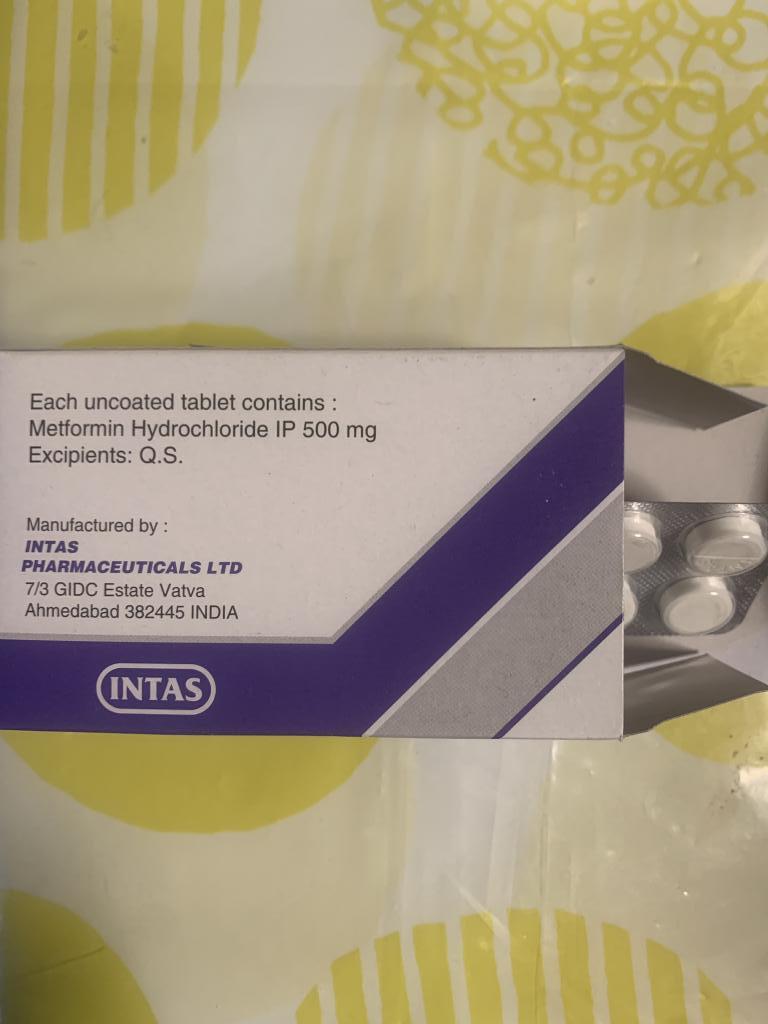 Each uncoated tablet contains :
Metformin Hydrochloride IP 500 mg
Excipients: Q.S.
Manufactured by :
INTAS
PHARMACEUTICALS LTD
7/3 GIDC Estate Vatva
Ahmedabad 382445 INDIA
INTAS